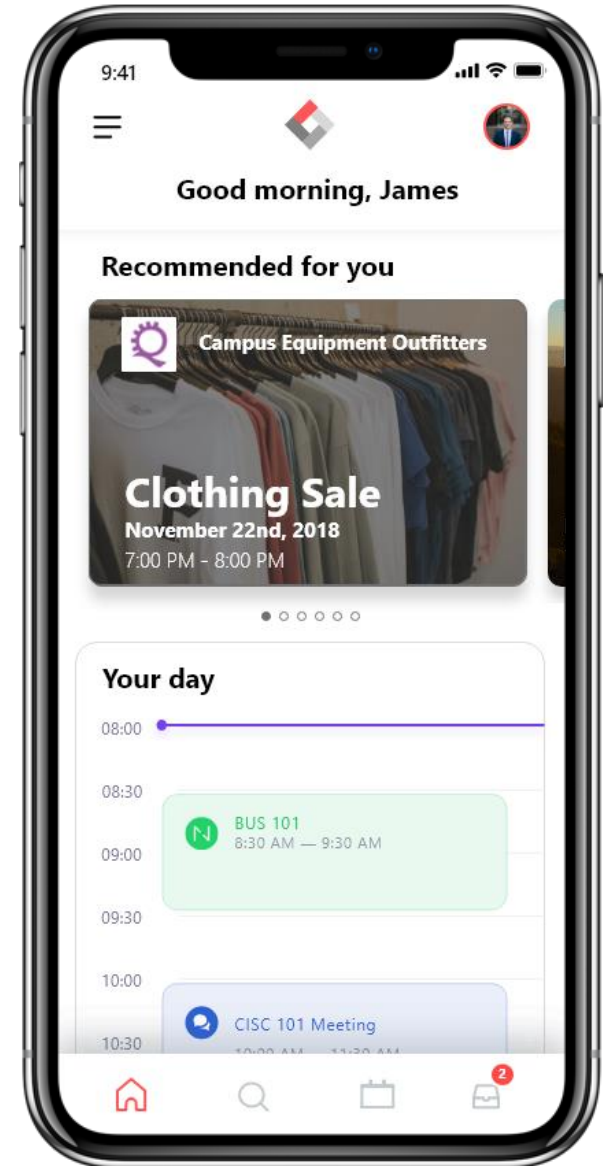 9:41
Good morning, James
Recommended for you
Campus Equipment Outfitters
Clothing Sale
November 22nd, 2018
7:00 PM - 8:00 PM
Your day
08:00
08:30
BUS 101
8:30 AM — 9:30 AM
09:00
09:30
10:00
CISC 101 Meeting
10:30
2